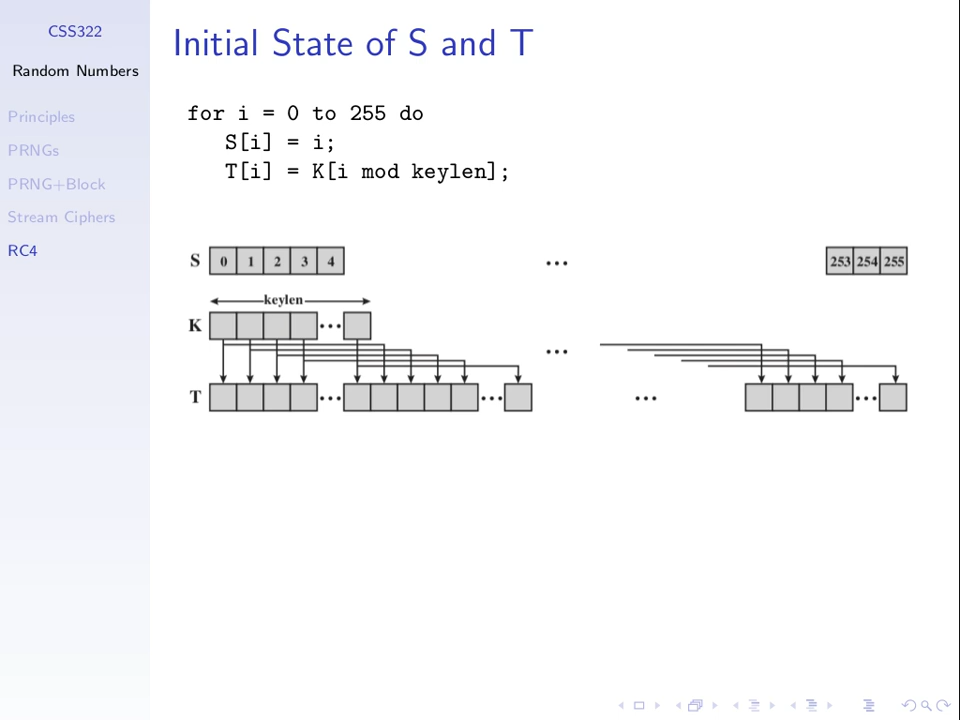 CSS322
Random Numbers
Principles
PRNGs
PRNG+Block
Stream Ciphers
RC4
Initial State of S and T
for i = 0 to 255 do
S[i] = i;
T[i] = K[i mod keylen];
S 0 1 2 3 4 ... 253 254 255
keylen
K ... ...
T ... ... ... ...